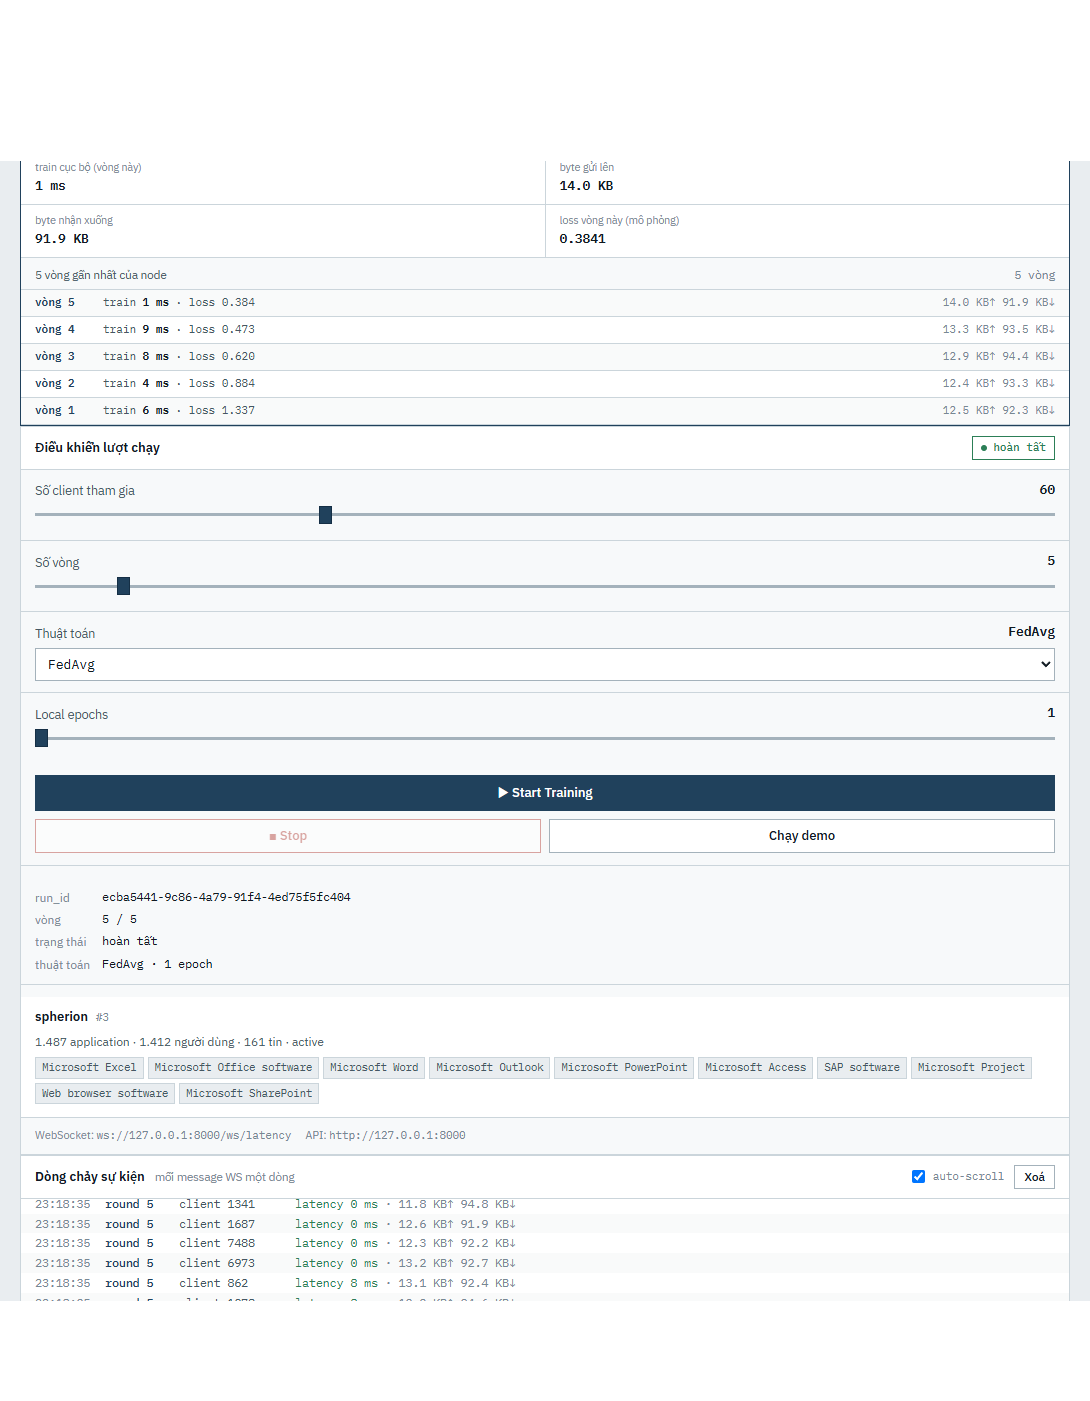 train cục bộ (vòng này)
1 ms
byte gửi lên
14.0 KB
byte nhận xuống
91.9 KB
loss vòng này (mô phỏng)
0.3841
5 vòng gần nhất của node 5 vòng
vòng 5 train 1 ms · loss 0.384 14.0 KB↑ 91.9 KB↓
vòng 4 train 9 ms · loss 0.473 13.3 KB↑ 93.5 KB↓
vòng 3 train 8 ms · loss 0.620 12.9 KB↑ 94.4 KB↓
vòng 2 train 4 ms · loss 0.884 12.4 KB↑ 93.3 KB↓
vòng 1 train 6 ms · loss 1.337 12.5 KB↑ 92.3 KB↓
Điều khiển lượt chạy ● hoàn tất
Số client tham gia 60
Số vòng 5
Thuật toán FedAvg
FedAvg
Local epochs 1
▶ Start Training
■ Stop
Chạy demo
run_id ecba5441-9c86-4a79-91f4-4ed75f5fc404
vòng 5 / 5
trạng thái hoàn tất
thuật toán FedAvg · 1 epoch
spherion #3
1.487 application · 1.412 người dùng · 161 tin · active
Microsoft Excel Microsoft Office software Microsoft Word Microsoft Outlook Microsoft PowerPoint Microsoft Access SAP software Microsoft Project
Web browser software Microsoft SharePoint
WebSocket: ws://127.0.0.1:8000/ws/latency API: http://127.0.0.1:8000
Dòng chảy sự kiện mỗi message WS một dòng auto-scroll Xoá
23:18:35 round 5 client 1341 latency 0 ms · 11.8 KB↑ 94.8 KB↓
23:18:35 round 5 client 1687 latency 0 ms · 12.6 KB↑ 91.9 KB↓
23:18:35 round 5 client 7488 latency 0 ms · 12.3 KB↑ 92.2 KB↓
23:18:35 round 5 client 6973 latency 0 ms · 13.2 KB↑ 92.7 KB↓
23:18:35 round 5 client 862 latency 8 ms · 13.1 KB↑ 92.4 KB↓